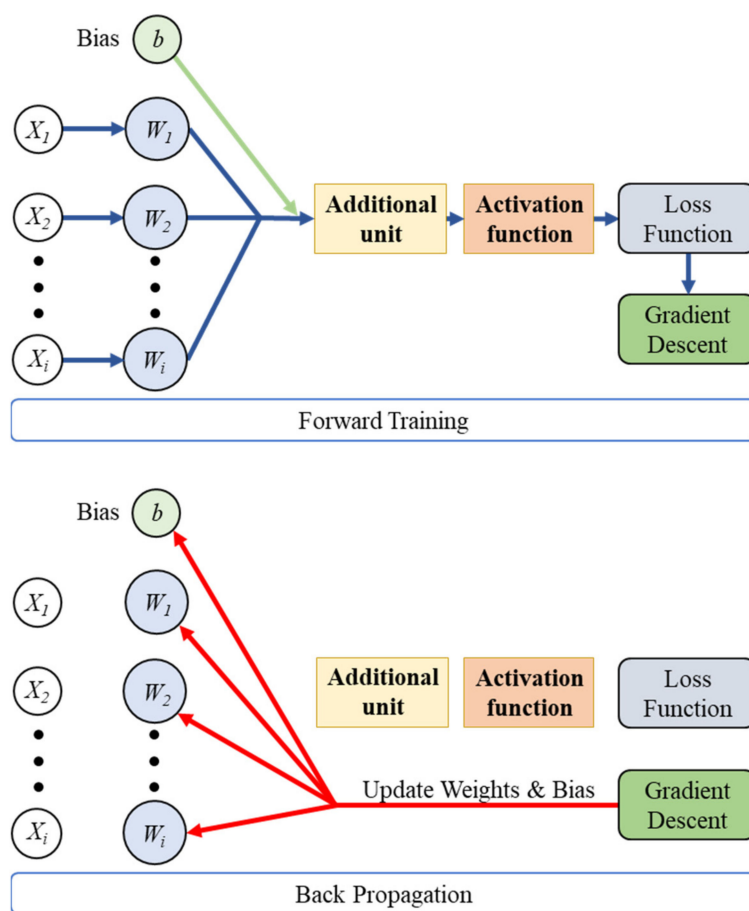 Bias b
X1 W1
X2 W2
Additional unit
Activation function
Loss Function
Gradient Descent
Xi Wi
Forward Training
Bias b
X1 W1
X2 W2
Additional unit
Activation function
Loss Function
Update Weights & Bias
Gradient Descent
Xi Wi
Back Propagation